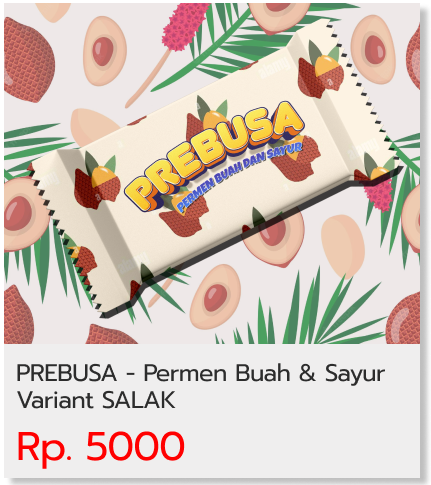 PREBUSA
PERMEN BUAH DAN SAYUR
PREBUSA - Permen Buah & Sayur
Variant SALAK
Rp. 5000